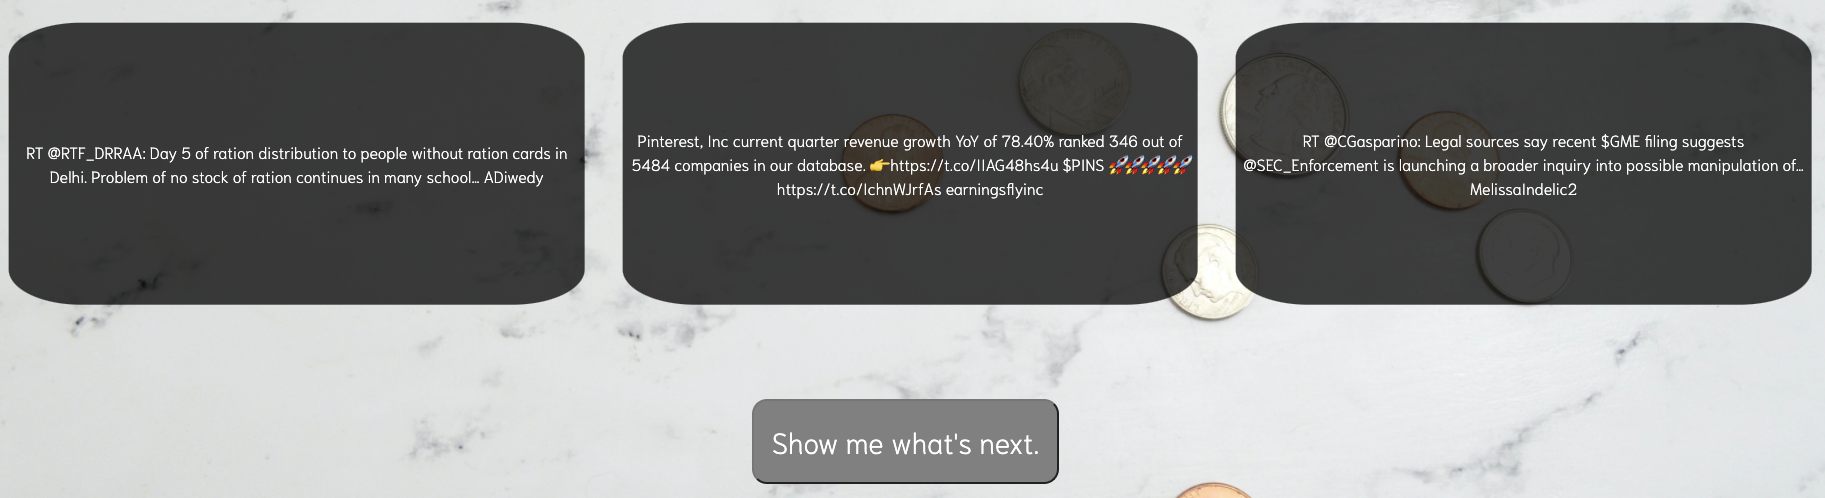 RT @RTF_DRRAA: Day 5 of ration distribution to people without ration cards in
Delhi. Problem of no stock of ration continues in many school… ADiwedy
Pinterest, Inc current quarter revenue growth YoY of 78.40% ranked 346 out of
5484 companies in our database. 👉https://t.co/IIAG48hs4u $PINS 🚀🚀🚀🚀🚀
https://t.co/IchnWJrfAs earningsflyinc
RT @CGasparino: Legal sources say recent $GME filing suggests
@SEC_Enforcement is launching a broader inquiry into possible manipulation of…
MelissaIndelic2
Show me what's next.